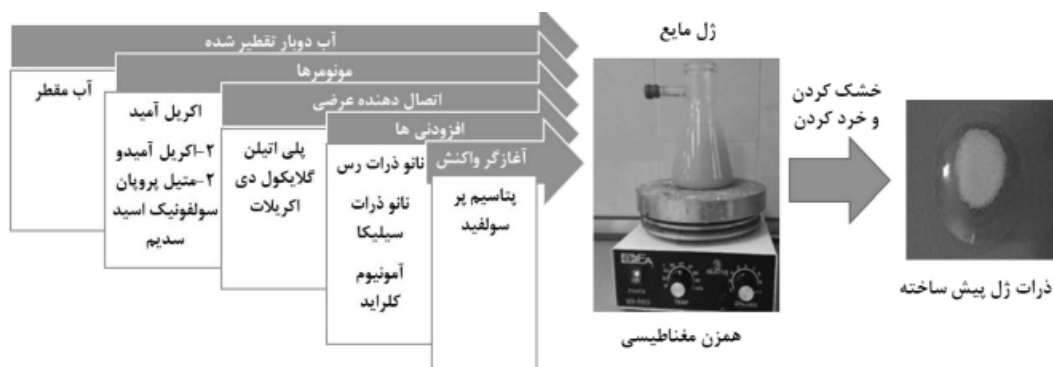 آب دوبار تقطیر شده
آب مقطر
مونومرها
اکریل آمید
۲-اکریل آمیدو
۲-متیل پروپان
سولفونیک اسید
سدیم
اتصال دهنده عرضی
پلی اتیلن
گلایکول دی
اکریلات
افزودنی ها
نانو ذرات رس
نانو ذرات
سیلیکا
آمونیوم
کلراید
آغازگر واکنش
پتاسیم پر
سولفید
ژل مایع
همزن مغناطیسی
خشک کردن
و خرد کردن
ذرات ژل پیش ساخته